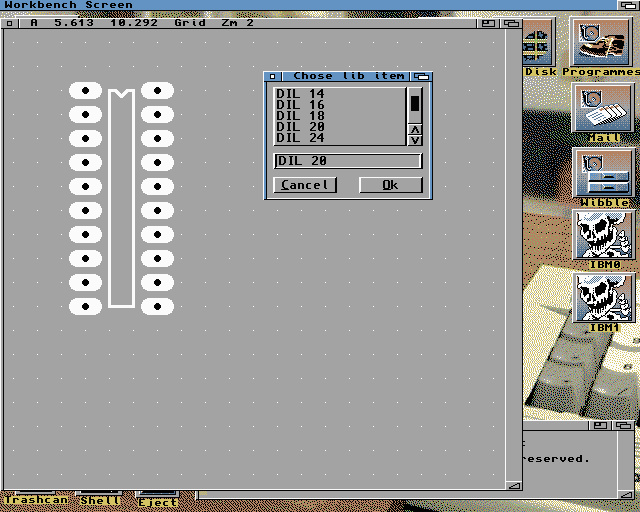 Workbench Screen
A 5.613 10.292 Grid Zm 2
Chose lib item
DIL 14
DIL 16
DIL 18
DIL 20
DIL 24
DIL 20
Cancel Ok
Disk Programmes
Mail
Wibble
IBM0
IBM1
reserved.
Trashcan Shell Eject